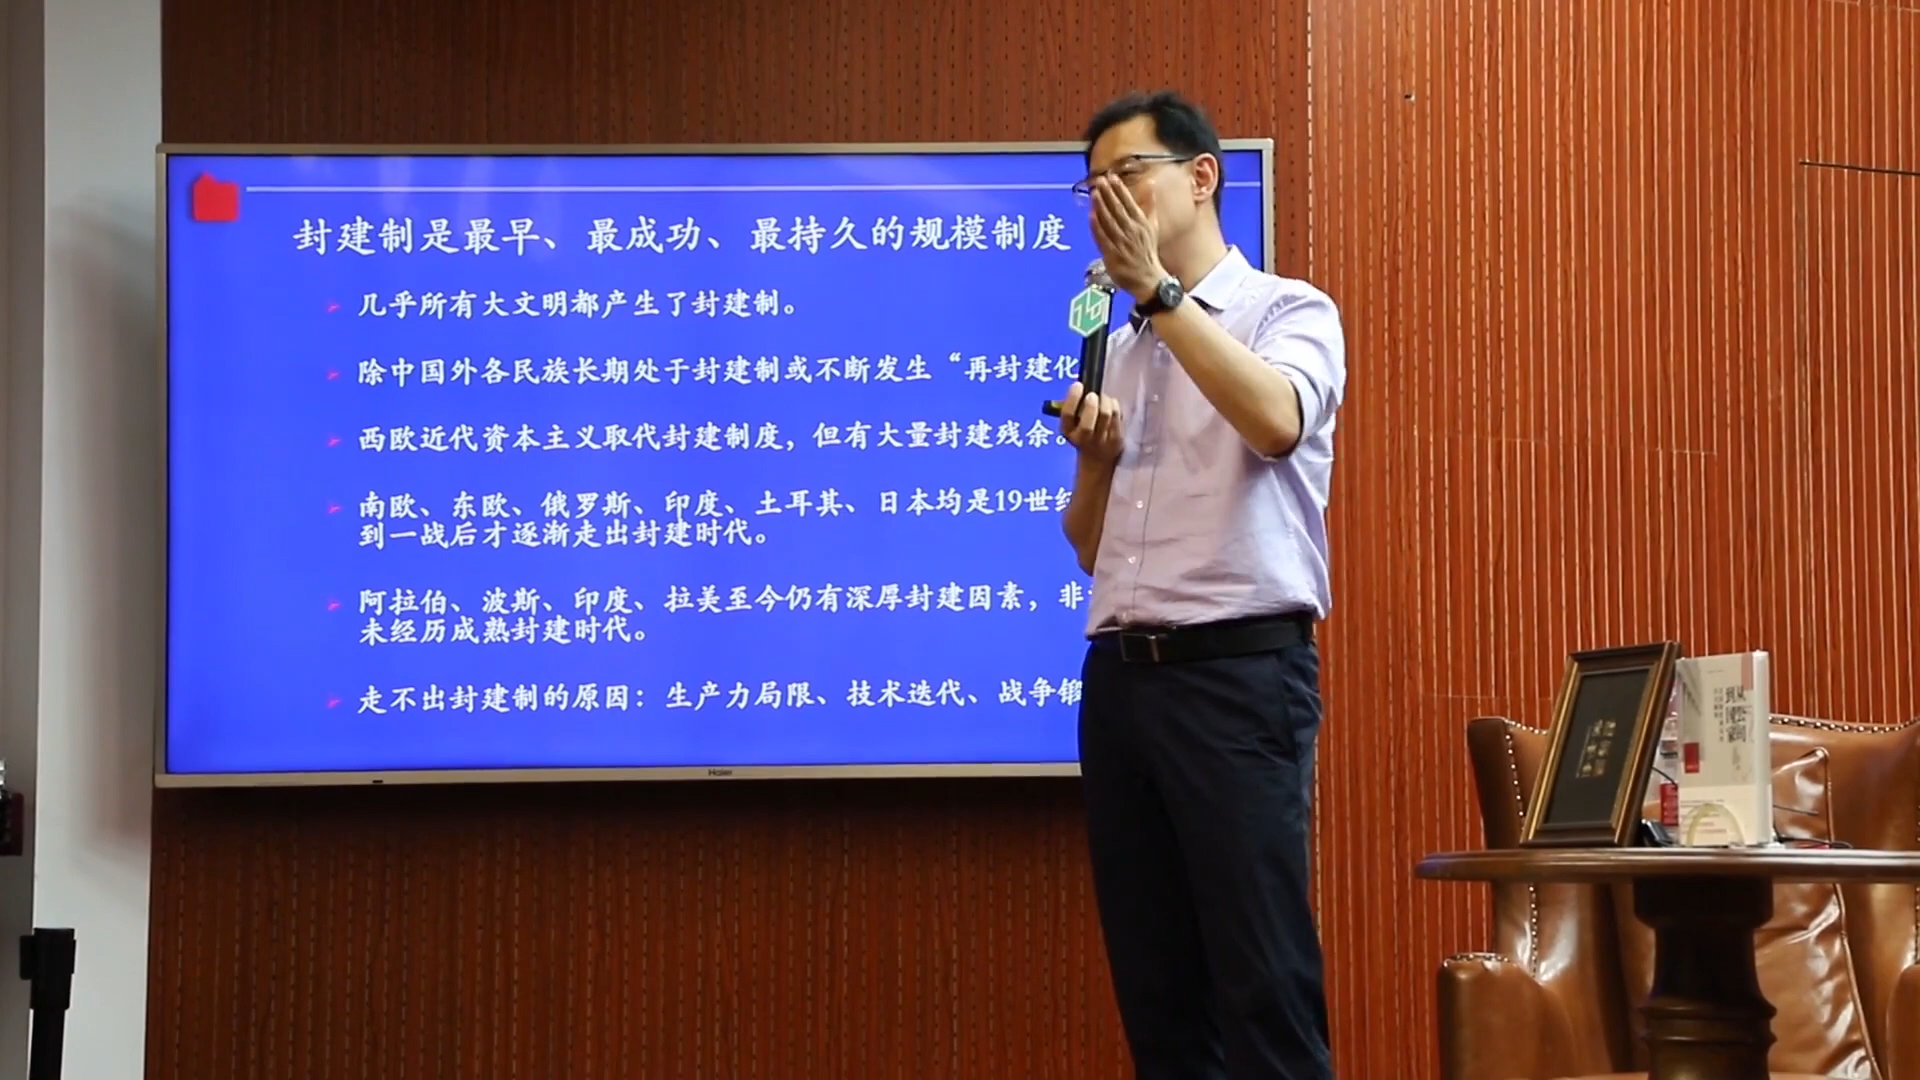 封建制是最早、最成功、最持久的规模制度
几乎所有大文明都产生了封建制。
除中国外各民族长期处于封建制或不断发生“再封建化
西欧近代资本主义取代封建制度，但有大量封建残余。
南欧、东欧、俄罗斯、印度、土耳其、日本均是19世纪
到一战后才逐渐走出封建时代。
阿拉伯、波斯、印度、拉美至今仍有深厚封建因素，非
未经历成熟封建时代。
走不出封建制的原因：生产力局限、技术迭代、战争锻
Haier